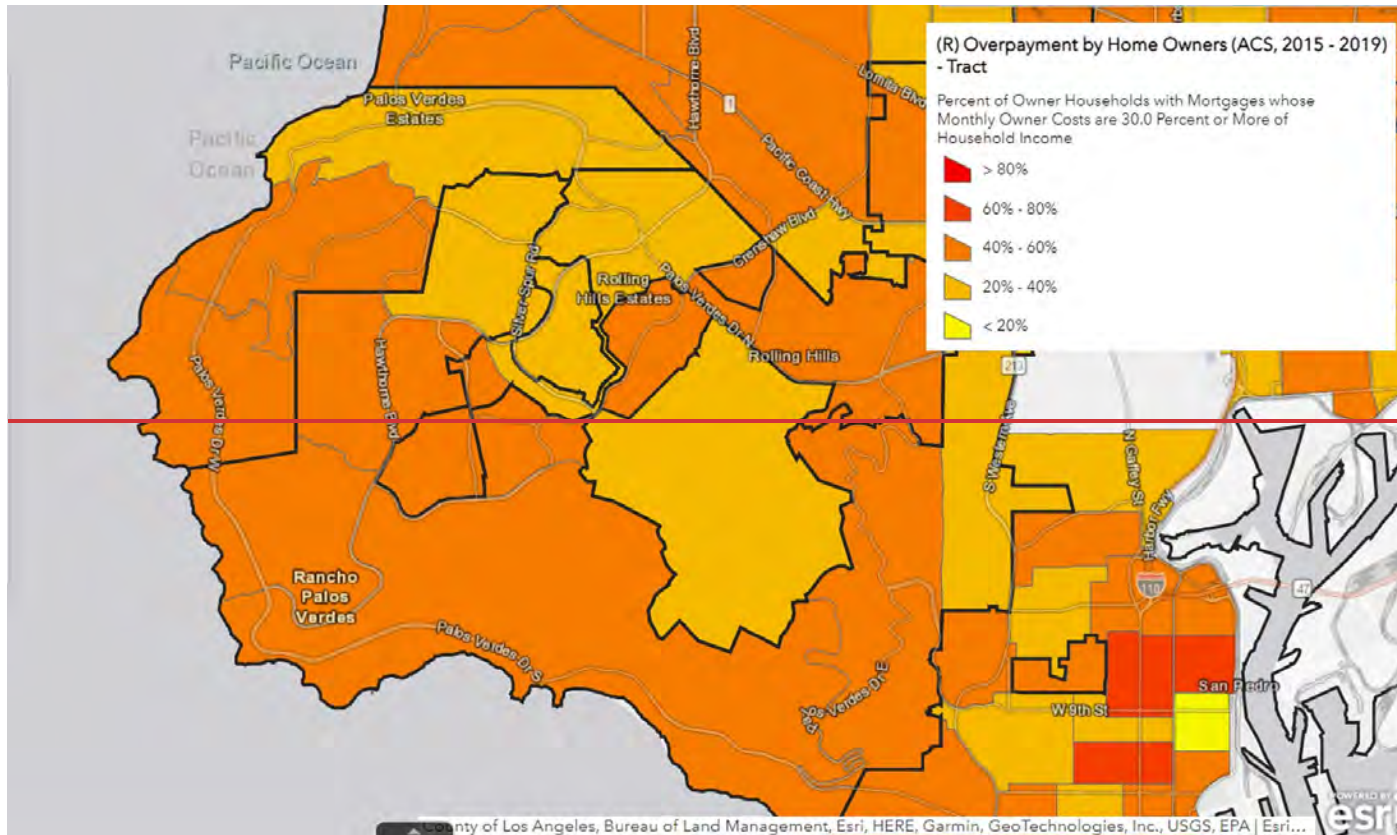 Pacific Ocean
Pacific
Ocean
Palos Verdes
Estates
Hawthorne Blvd
1
Lomita Blvd
Pacific Coast Hwy
Crenshaw Blvd
Silver Spur Rd
Rolling
Hills Estates
Palos Verdes Dr N
Rolling Hills
Hawthorne Blvd
Palos Verdes Dr W
213
S Western Ave
N Gaffey St
Harbor Fwy
110
47
Rancho
Palos
Verdes
Palos Verdes Dr S
Palos Verdes Dr E
San Pedro
W 9th St
(R) Overpayment by Home Owners (ACS, 2015 - 2019)
- Tract
Percent of Owner Households with Mortgages whose
Monthly Owner Costs are 30.0 Percent or More of
Household Income
> 80%
60% - 80%
40% - 60%
20% - 40%
< 20%
County of Los Angeles, Bureau of Land Management, Esri, HERE, Garmin, GeoTechnologies, Inc., USGS, EPA | Esri...
POWERED BY
esri